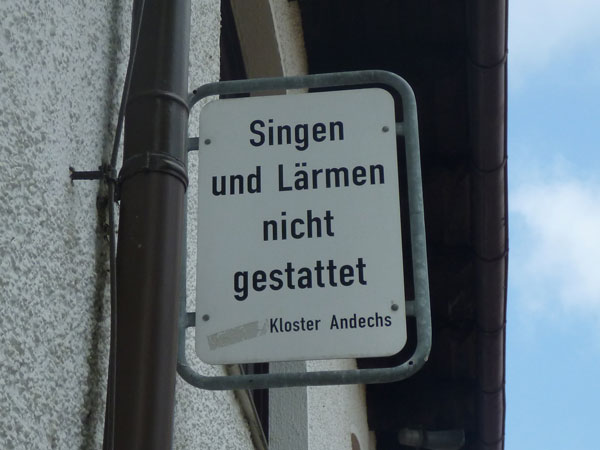 Singen
und Lärmen
nicht
gestattet
Kloster Andechs